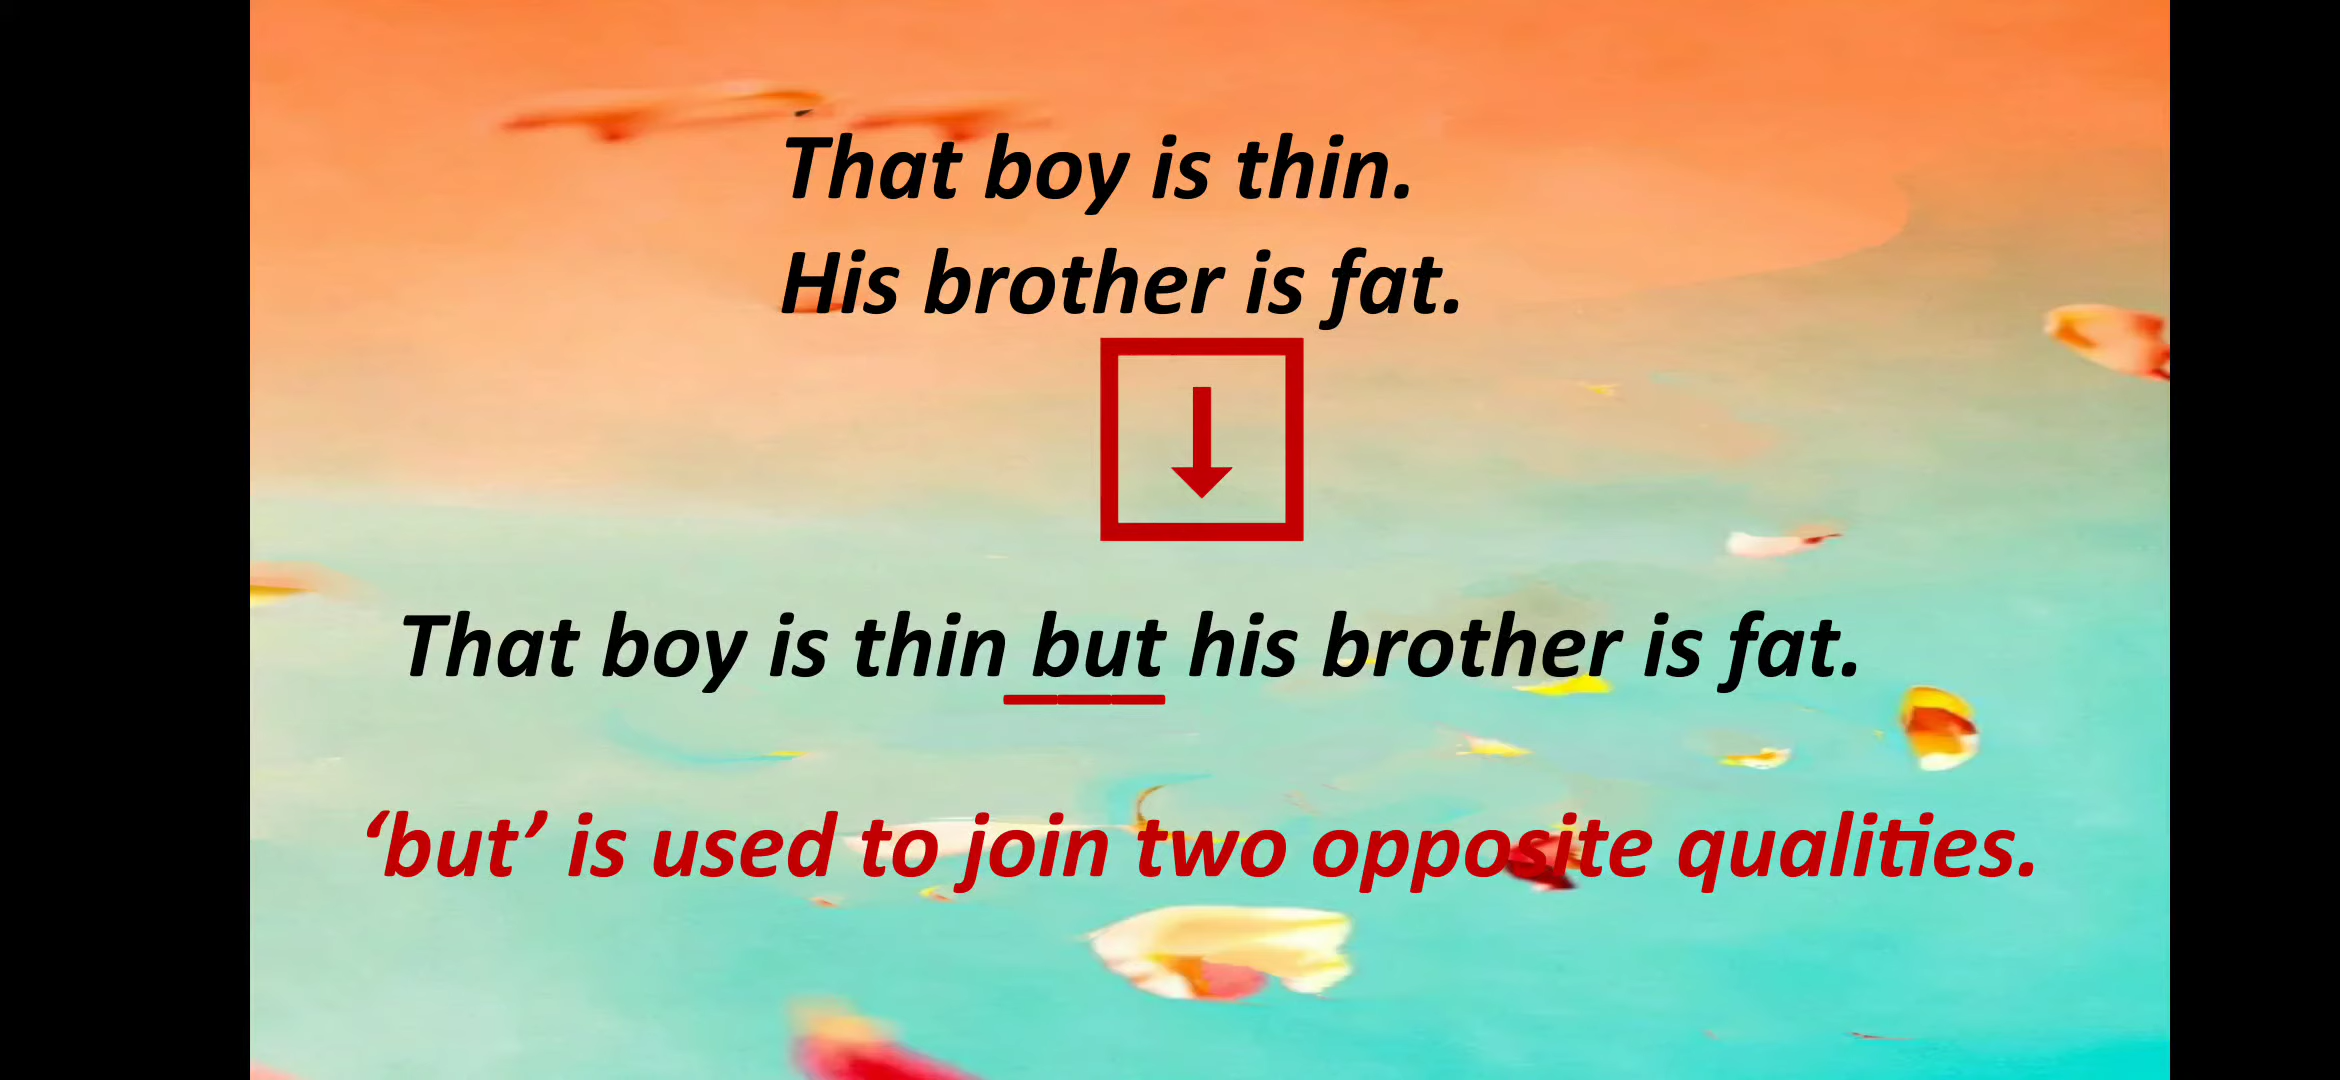 That boy is thin.
His brother is fat.
That boy is thin but his brother is fat.
‘but’ is used to join two opposite qualities.